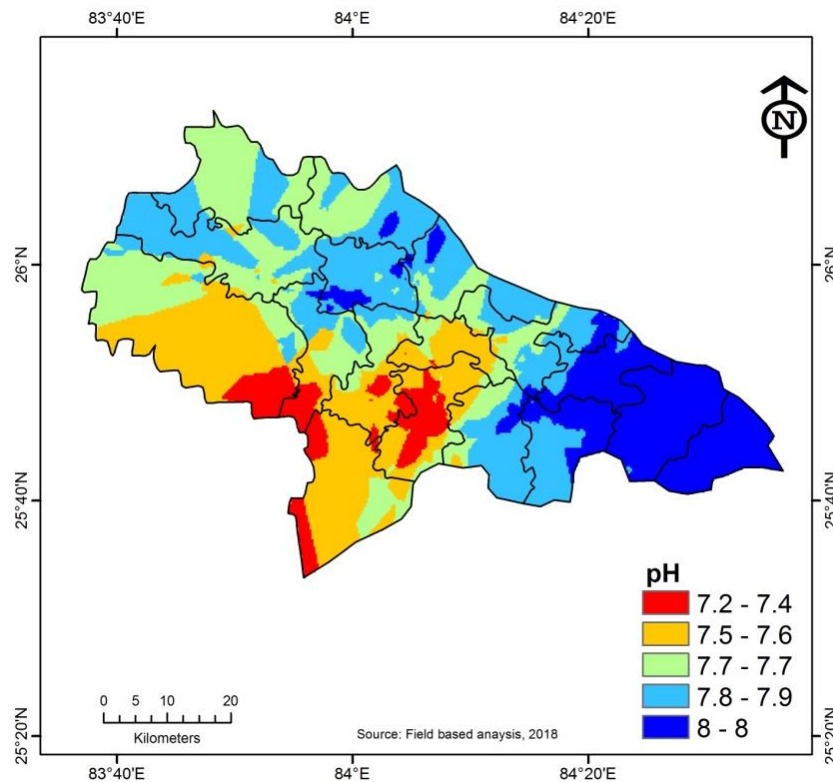 83°40'E 84°E 84°20'E
N
26°N 26°N
25°40'N 25°40'N
pH
7.2 - 7.4
7.5 - 7.6
7.7 - 7.7
7.8 - 7.9
8 - 8
0 5 10 20
Kilometers
Source: Field based anaysis, 2018
25°20'N 25°20'N
83°40'E 84°E 84°20'E